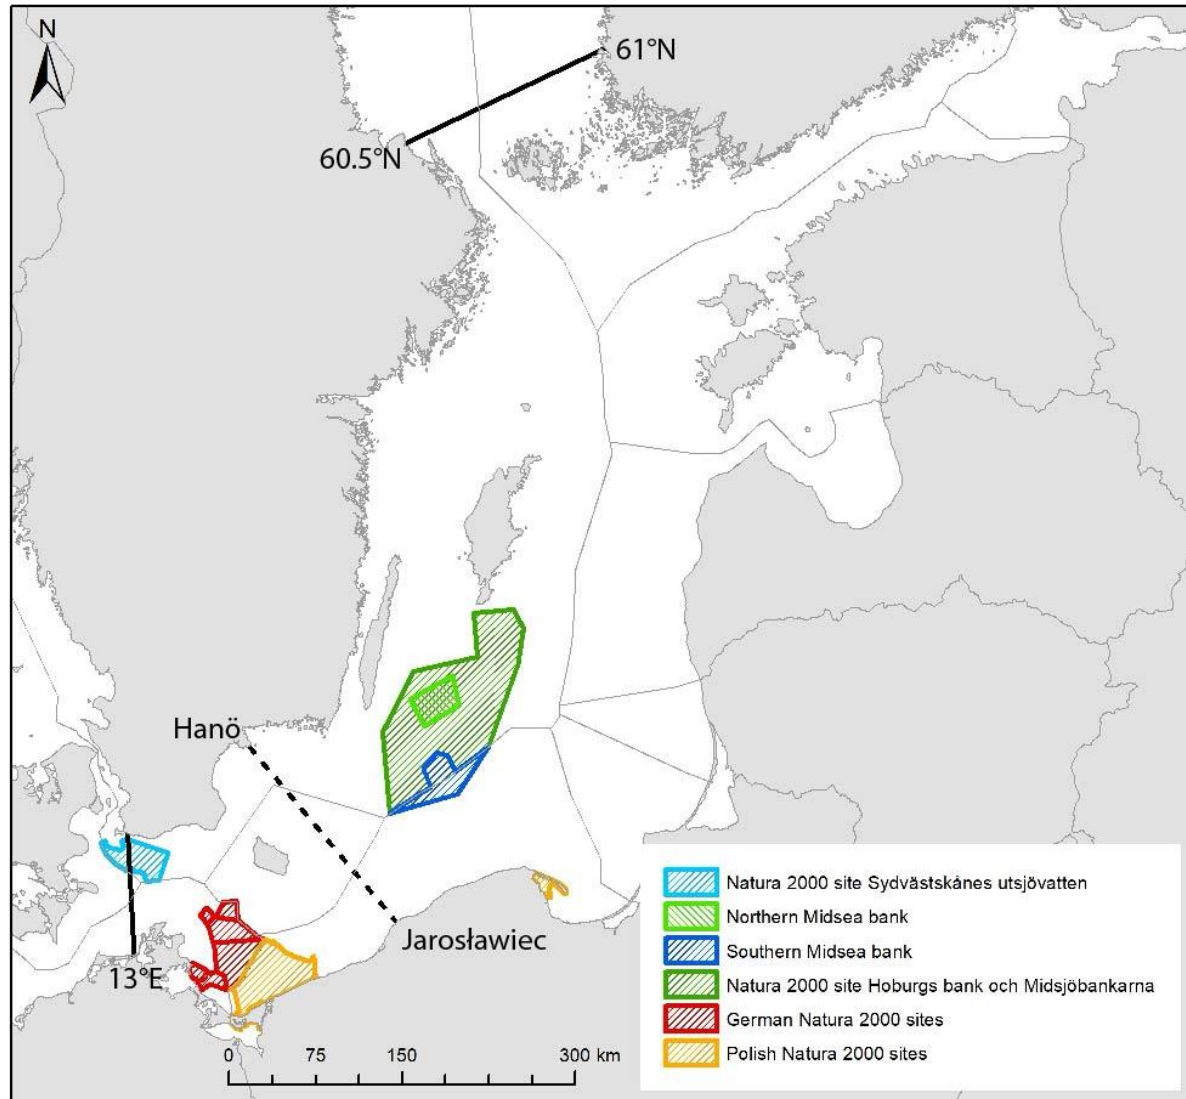 N
61°N
60.5°N
Hanö
Jarosławiec
13°E
0 75 150 300 km
Natura 2000 site Sydvästskånes utsjövatten
Northern Midsea bank
Southern Midsea bank
Natura 2000 site Hoburgs bank och Midsjöbankarna
German Natura 2000 sites
Polish Natura 2000 sites